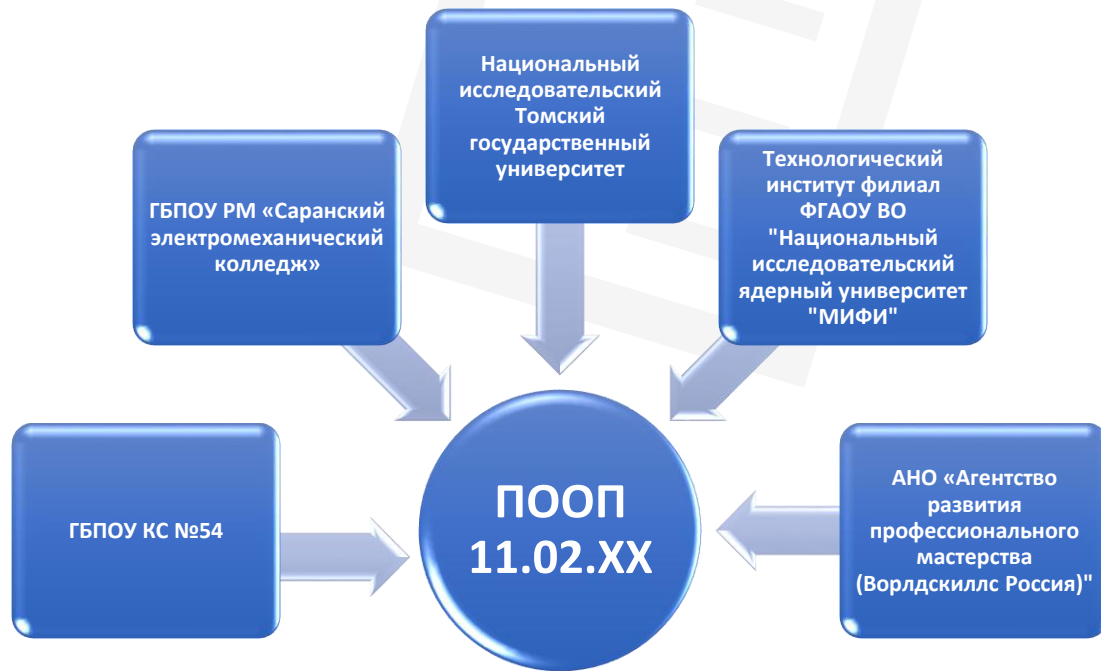 Национальный
исследовательский
Томский
государственный
университет
ГБПОУ РМ «Саранский
электромеханический
колледж»
Технологический
институт филиал
ФГАОУ ВО
"Национальный
исследовательский
ядерный университет
"МИФИ"
ГБПОУ КС №54
ПООП
11.02.XX
АНО «Агентство
развития
профессионального
мастерства
(Ворлдскиллс Россия)"